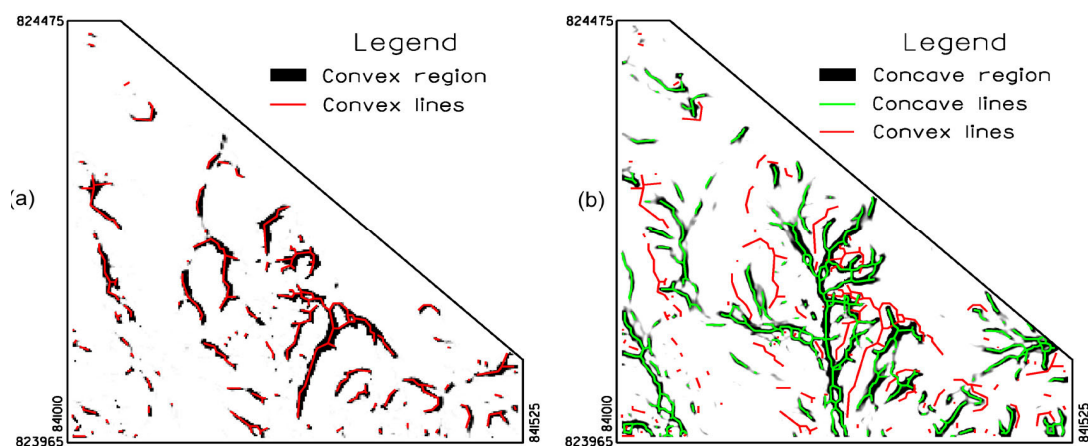 824475
Legend
Convex region
Convex lines
(a)
841010
823965
841525
824475
Legend
Concave region
Concave lines
Convex lines
(b)
841010
823965
841525